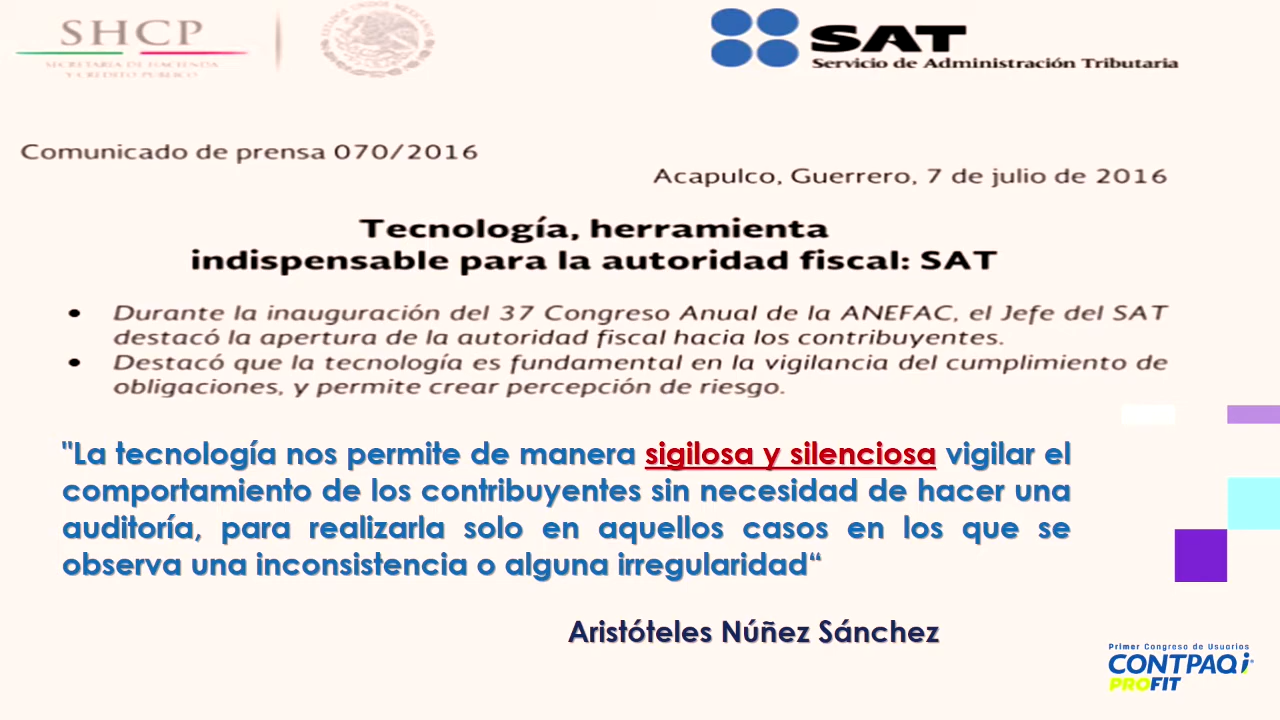 SHCP
SECRETARÍA DE HACIENDA
Y CRÉDITO PÚBLICO
ESTADOS UNIDOS MEXICANOS
SAT
Servicio de Administración Tributaria
Comunicado de prensa 070/2016
Acapulco, Guerrero, 7 de julio de 2016
Tecnología, herramienta
indispensable para la autoridad fiscal: SAT
• Durante la inauguración del 37 Congreso Anual de la ANEFAC, el Jefe del SAT
destacó la apertura de la autoridad fiscal hacia los contribuyentes.
• Destacó que la tecnología es fundamental en la vigilancia del cumplimiento de
obligaciones, y permite crear percepción de riesgo.
"La tecnología nos permite de manera sigilosa y silenciosa vigilar el
comportamiento de los contribuyentes sin necesidad de hacer una
auditoría, para realizarla solo en aquellos casos en los que se
observa una inconsistencia o alguna irregularidad“
Aristóteles Núñez Sánchez
Primer Congreso de Usuarios
CONTPAQi®
PROFIT